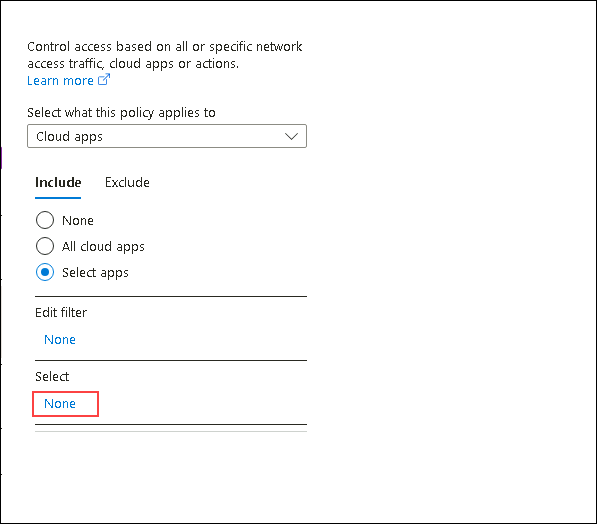 Control access based on all or specific network
access traffic, cloud apps or actions.
Learn more
Select what this policy applies to
Cloud apps
Include Exclude
None
All cloud apps
Select apps
Edit filter
None
Select
None